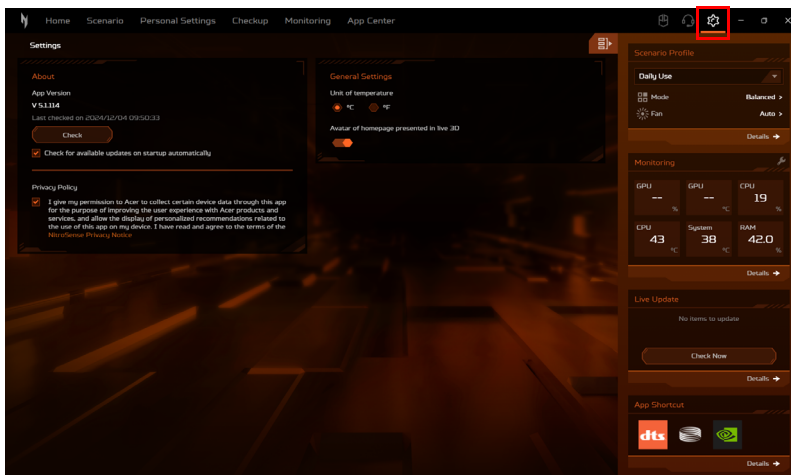 Home Scenario Personal Settings Checkup Monitoring App Center
Settings
About
App Version
V 5.1.114
Last checked on 2024/12/04 09:50:33
Check
Check for available updates on startup automatically
Privacy Policy
I give my permission to Acer to collect certain device data through this app
for the purpose of improving the user experience with Acer products and
services, and allow the display of personalized recommendations related to
the use of this app on my device. I have read and agree to the terms of the
NitroSense Privacy Notice
General Settings
Unit of temperature
°C °F
Avatar of homepage presented in live 3D
Scenario Profile
Daily Use
Mode Balanced >
Fan Auto >
Details →
Monitoring
GPU GPU CPU
-- -- 19
% °C %
CPU System RAM
43 38 42.0
°C °C %
Details →
Live Update
No items to update
Check Now
Details →
App Shortcut
dts
Details →